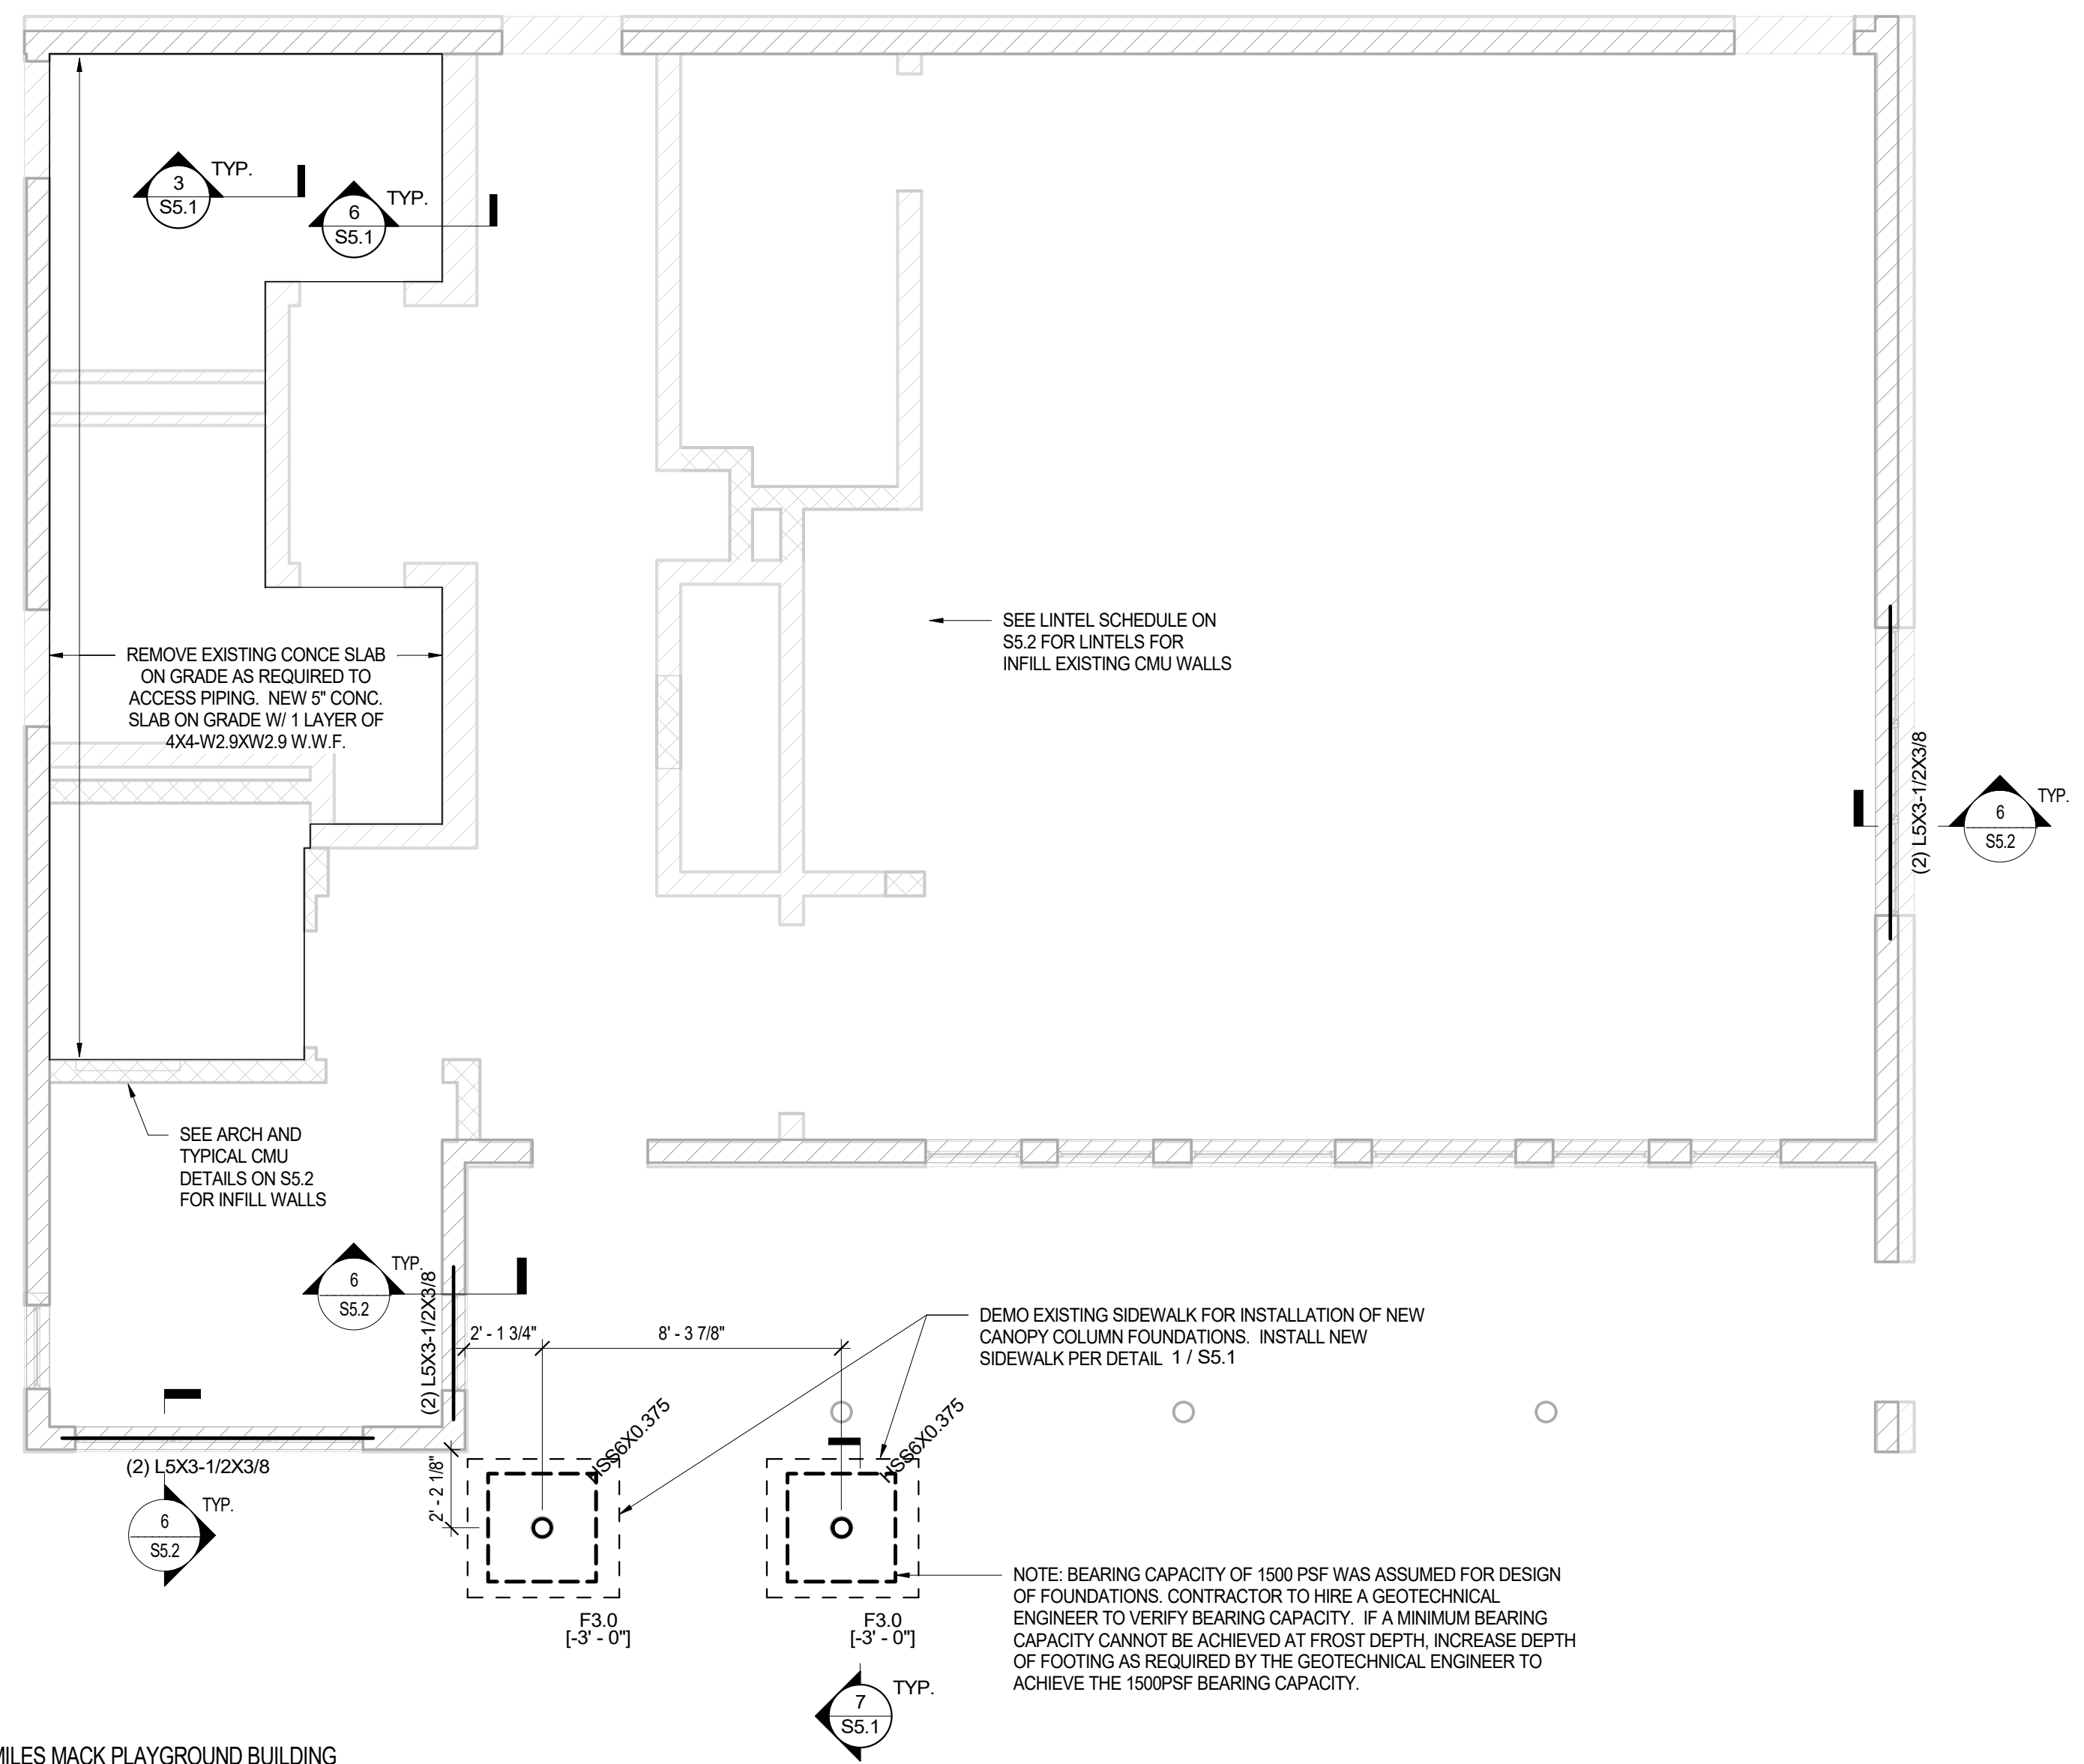 3
S5.1
TYP.
6
S5.1
TYP.
SEE LINTEL SCHEDULE ON
S5.2 FOR LINTELS FOR
INFILL EXISTING CMU WALLS
REMOVE EXISTING CONCE SLAB
ON GRADE AS REQUIRED TO
ACCESS PIPING. NEW 5" CONC.
SLAB ON GRADE W/ 1 LAYER OF
4X4-W2.9XW2.9 W.W.F.
(2) L5X3-1/2X3/8
6
S5.2
TYP.
SEE ARCH AND
TYPICAL CMU
DETAILS ON S5.2
FOR INFILL WALLS
6
S5.2
TYP.
(2) L5X3-1/2X3/8
2' - 1 3/4"
8' - 3 7/8"
DEMO EXISTING SIDEWALK FOR INSTALLATION OF NEW
CANOPY COLUMN FOUNDATIONS. INSTALL NEW
SIDEWALK PER DETAIL 1 / S5.1
HSS6X0.375
HSS6X0.375
(2) L5X3-1/2X3/8
6
S5.2
TYP.
2' - 2 1/8"
F3.0
[-3' - 0"]
F3.0
[-3' - 0"]
NOTE: BEARING CAPACITY OF 1500 PSF WAS ASSUMED FOR DESIGN
OF FOUNDATIONS. CONTRACTOR TO HIRE A GEOTECHNICAL
ENGINEER TO VERIFY BEARING CAPACITY. IF A MINIMUM BEARING
CAPACITY CANNOT BE ACHIEVED AT FROST DEPTH, INCREASE DEPTH
OF FOOTING AS REQUIRED BY THE GEOTECHNICAL ENGINEER TO
ACHIEVE THE 1500PSF BEARING CAPACITY.
7
S5.1
TYP.
MILES MACK PLAYGROUND BUILDING